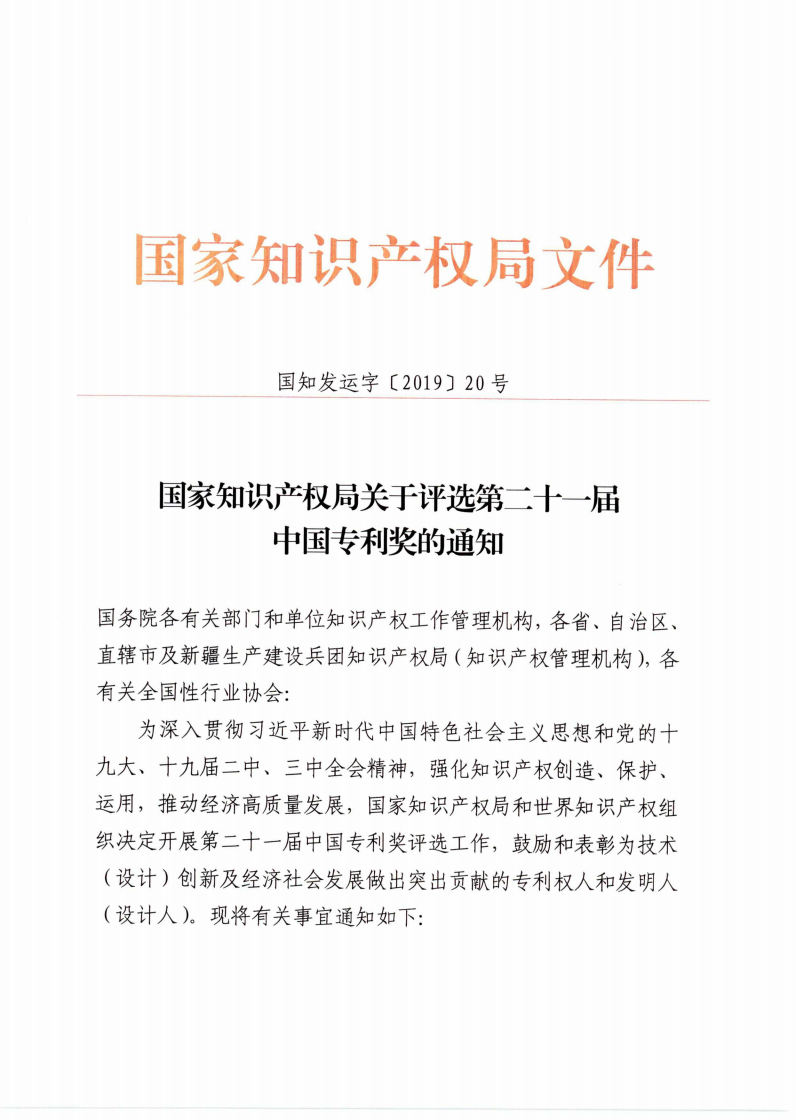 国家知识产权局文件
国知发运字〔2019〕20号
国家知识产权局关于评选第二十一届
中国专利奖的通知
国务院各有关部门和单位知识产权工作管理机构，各省、自治区、
直辖市及新疆生产建设兵团知识产权局（知识产权管理机构），各
有关全国性行业协会：
为深入贯彻习近平新时代中国特色社会主义思想和党的十
九大、十九届二中、三中全会精神，强化知识产权创造、保护、
运用，推动经济高质量发展，国家知识产权局和世界知识产权组
织决定开展第二十一届中国专利奖评选工作，鼓励和表彰为技术
（设计）创新及经济社会发展做出突出贡献的专利权人和发明人
（设计人）。现将有关事宜通知如下：